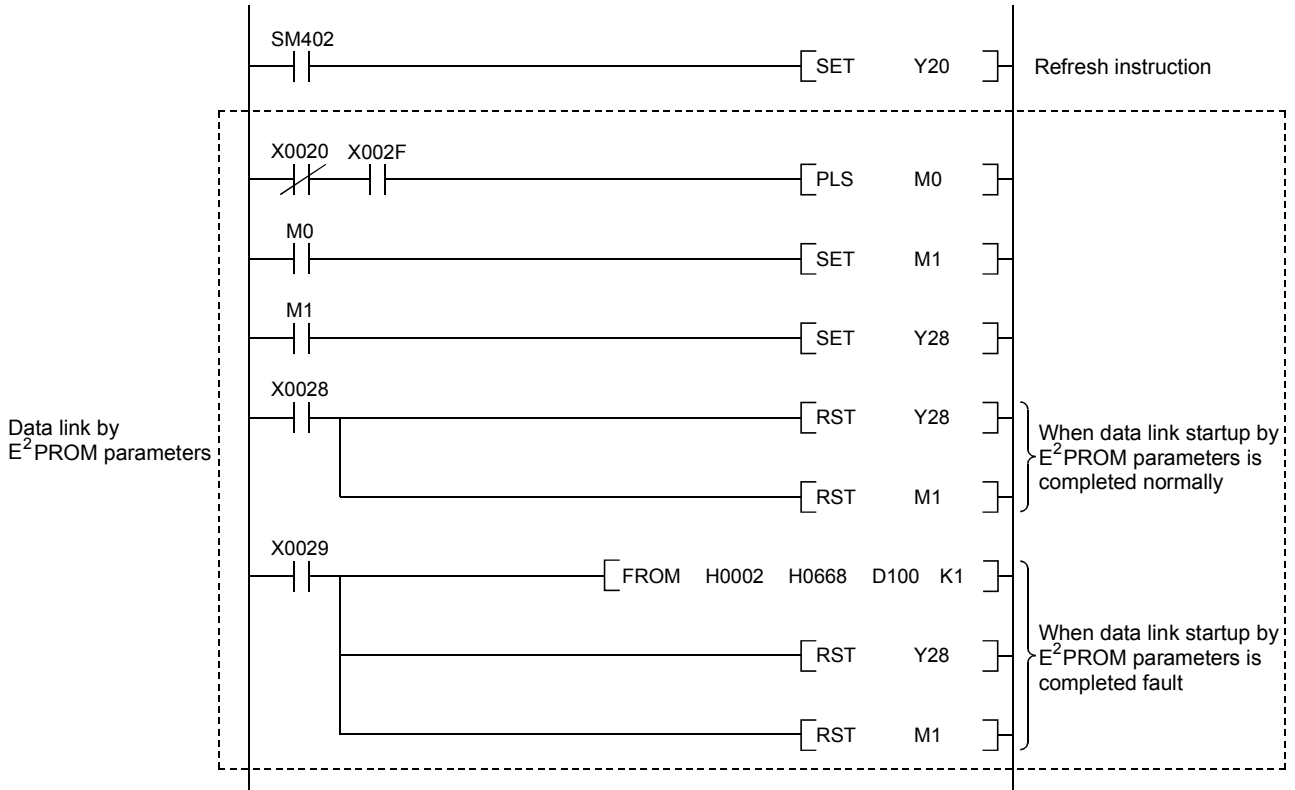 SM402
SET Y20 Refresh instruction
X0020 X002F
PLS M0
M0
SET M1
M1
SET Y28
X0028
RST Y28
RST M1
When data link startup by
E2PROM parameters is
completed normally
Data link by
E2PROM parameters
X0029
FROM H0002 H0668 D100 K1
RST Y28
RST M1
When data link startup by
E2PROM parameters is
completed fault